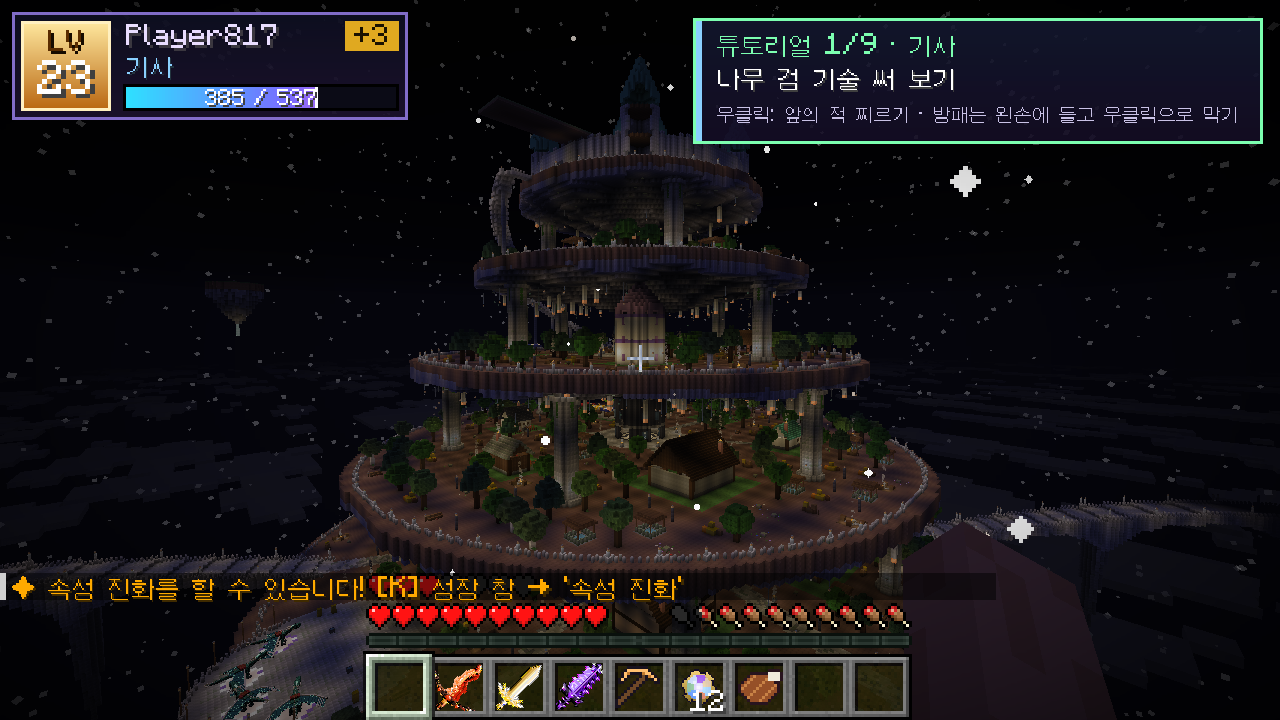 LV
23
Player817
+3
기사
385 / 537
튜토리얼 1/9 · 기사
나무 검 기술 써 보기
우클릭: 앞의 적 찌르기 · 방패는 왼손에 들고 우클릭으로 막기
✦ 속성 진화를 할 수 있습니다! [K] 성장 창 → '속성 진화'
12